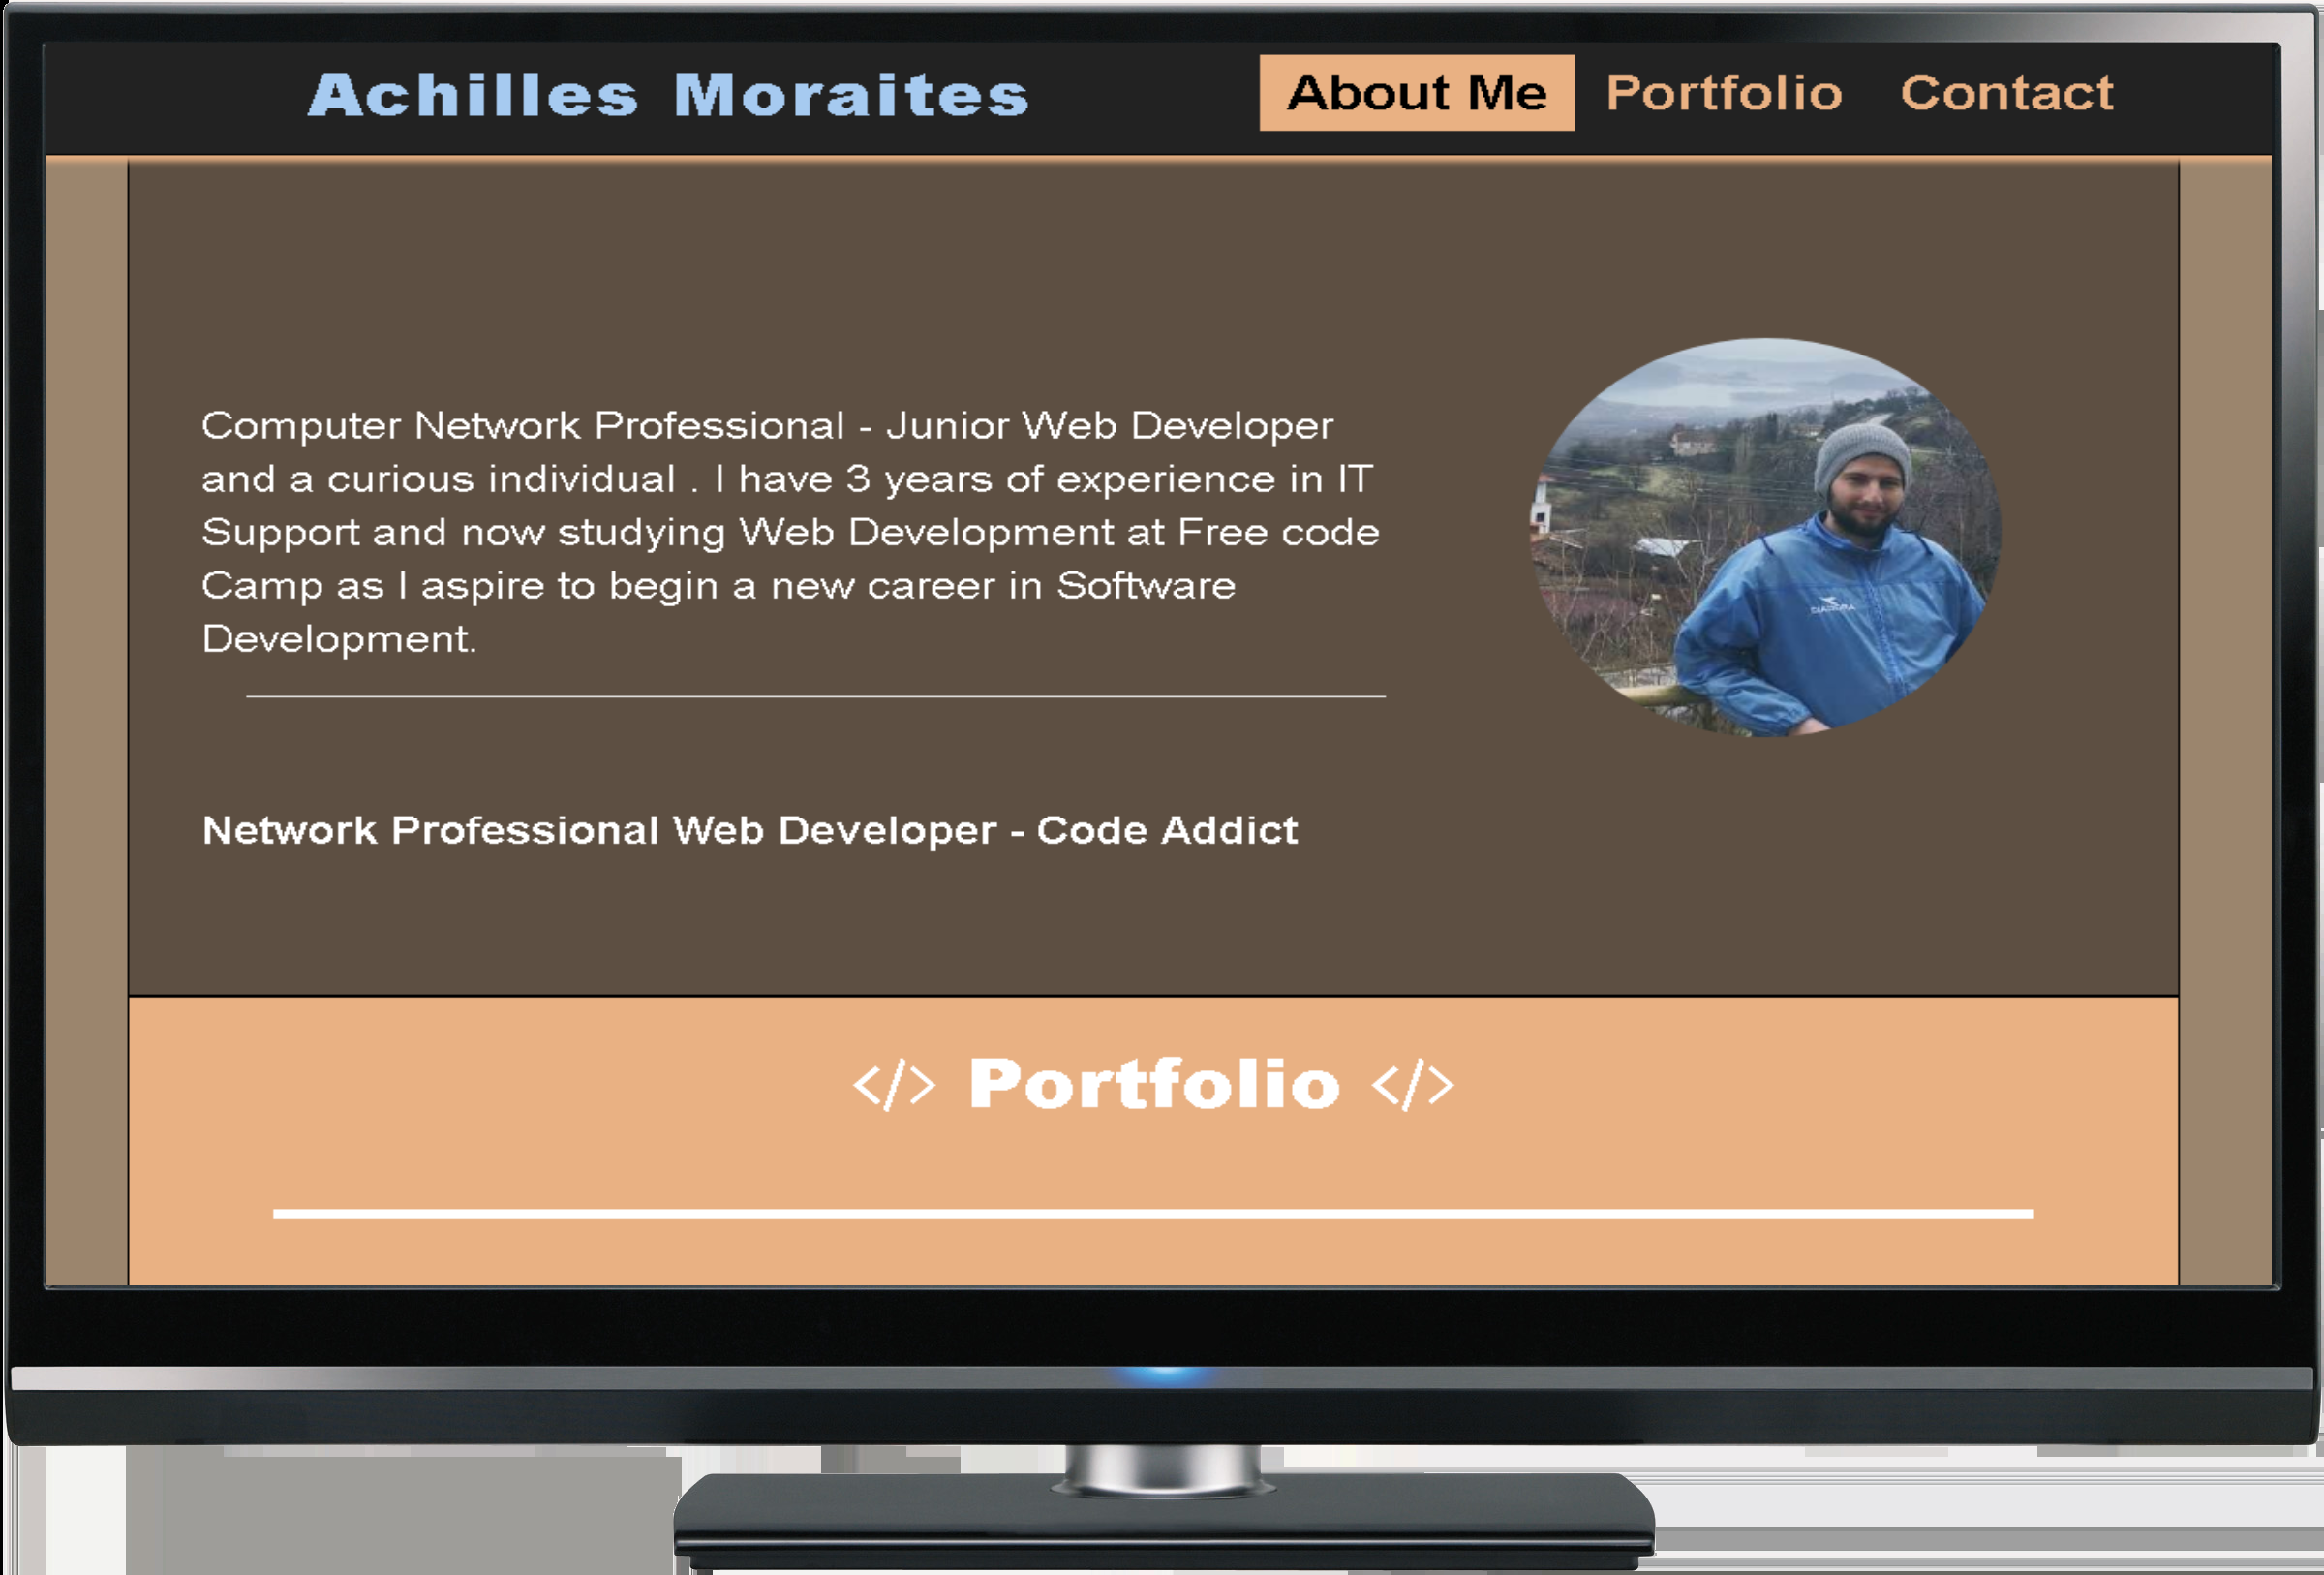 Achilles Moraites
About Me Portfolio Contact
Computer Network Professional - Junior Web Developer
and a curious individual . I have 3 years of experience in IT
Support and now studying Web Development at Free code
Camp as I aspire to begin a new career in Software
Development.
DIADORA
Network Professional Web Developer - Code Addict
</> Portfolio </>